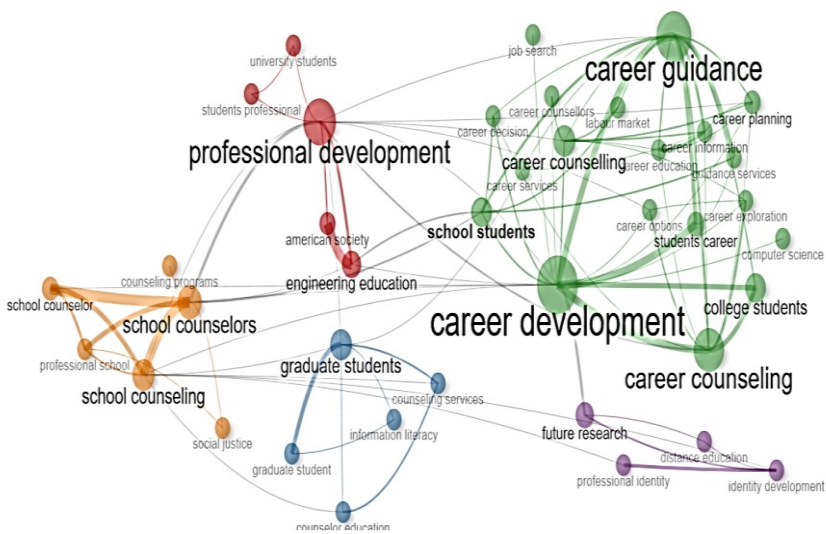 job search
university students
career guidance
students professional
career counsellors
labour market
career planning
career decision
professional development
career counselling
career information
career education
guidance services
career services
school students
career options
career exploration
students career
american society
computer science
engineering education
counseling programs
school counselor
school counselors
career development
college students
professional school
graduate students
career counseling
school counseling
counseling services
future research
information literacy
social justice
distance education
graduate student
professional identity
identity development
counselor education